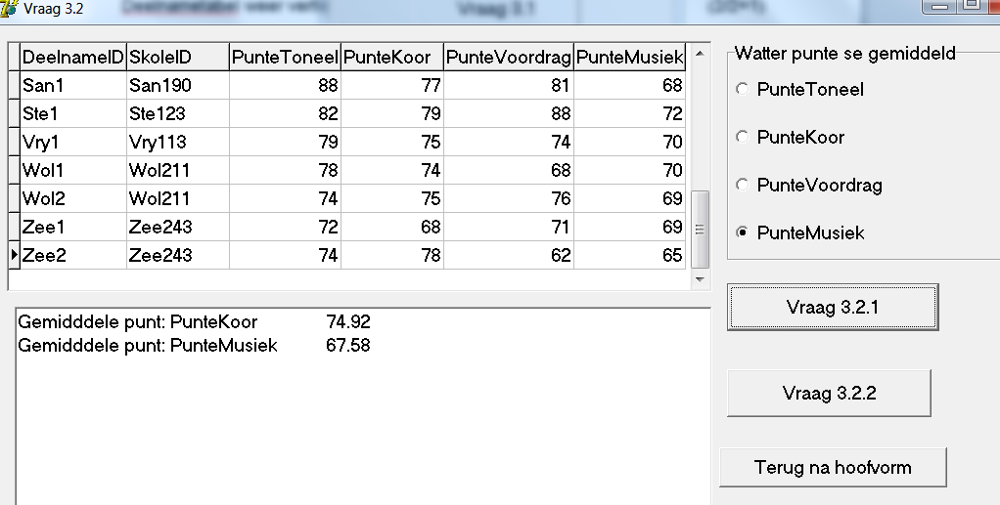 Vraag 3.2
Deelnametabel weer vertoon
Vraag 3.1
DeelnameID SkoleID PunteToneel PunteKoor PunteVoordrag PunteMusiek
San1 San190 88 77 81 68
Ste1 Ste123 82 79 88 72
Vry1 Vry113 79 75 74 70
Wol1 Wol211 78 74 68 70
Wol2 Wol211 74 75 76 69
Zee1 Zee243 72 68 71 69
Zee2 Zee243 74 78 62 65
Watter punte se gemiddeld
PunteToneel
PunteKoor
PunteVoordrag
PunteMusiek
Gemidddele punt: PunteKoor 74.92
Gemidddele punt: PunteMusiek 67.58
Vraag 3.2.1
Vraag 3.2.2
Terug na hoofvorm